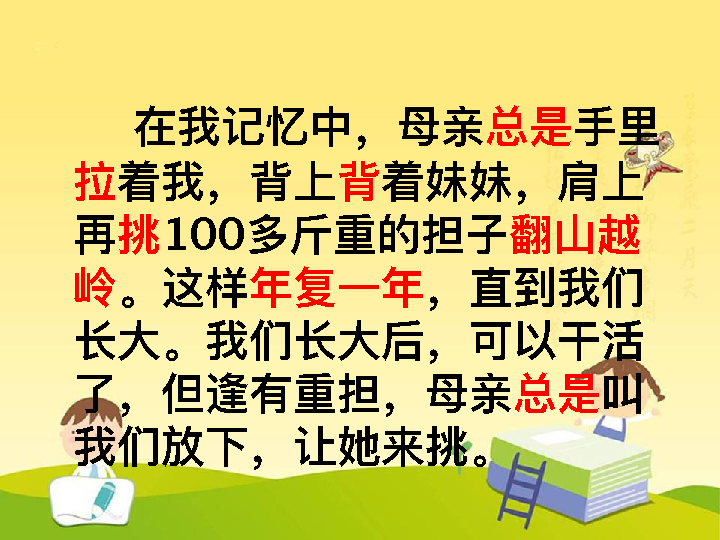 在我记忆中，母亲总是手里
拉着我，背上背着妹妹，肩上
再挑100多斤重的担子翻山越
岭。这样年复一年，直到我们
长大。我们长大后，可以干活
了，但逢有重担，母亲总是叫
我们放下，让她来挑。